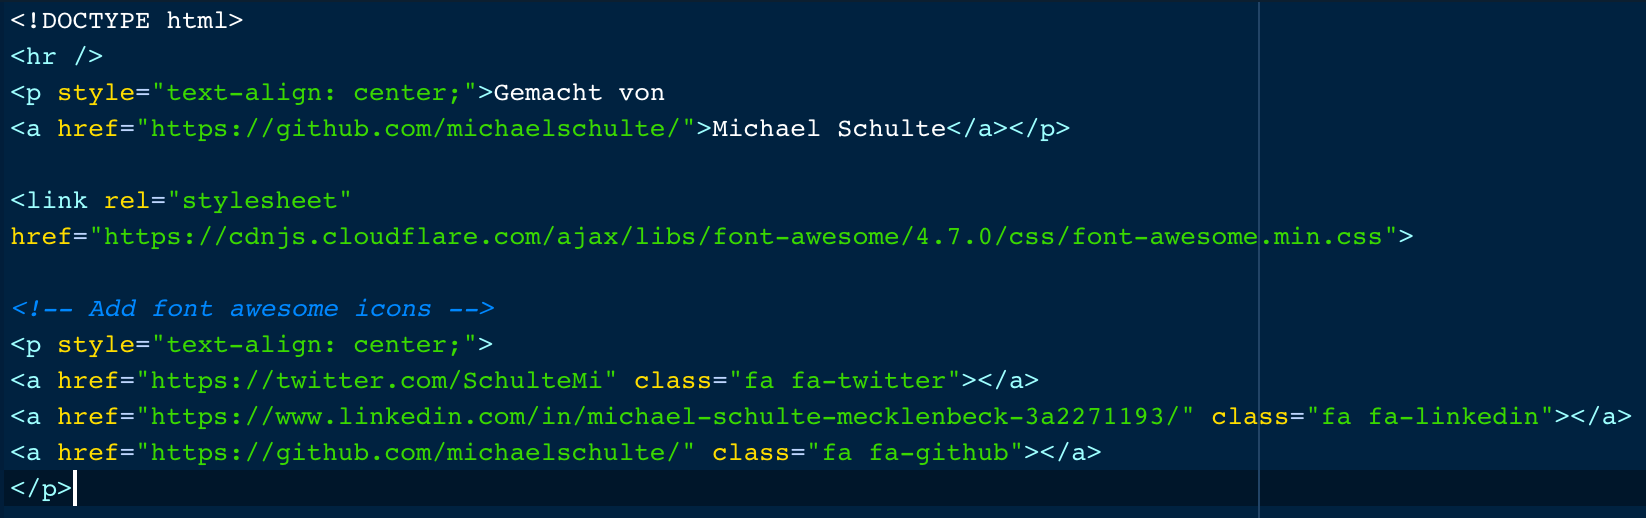 <!DOCTYPE html>
<hr />
<p style="text-align: center;">Gemacht von
<a href="https://github.com/michaelschulte/">Michael Schulte</a></p>
<link rel="stylesheet"
href="https://cdnjs.cloudflare.com/ajax/libs/font-awesome/4.7.0/css/font-awesome.min.css">
<!-- Add font awesome icons -->
<p style="text-align: center;">
<a href="https://twitter.com/SchulteMi" class="fa fa-twitter"></a>
<a href="https://www.linkedin.com/in/michael-schulte-mecklenbeck-3a2271193/" class="fa fa-linkedin"></a>
<a href="https://github.com/michaelschulte/" class="fa fa-github"></a>
</p>